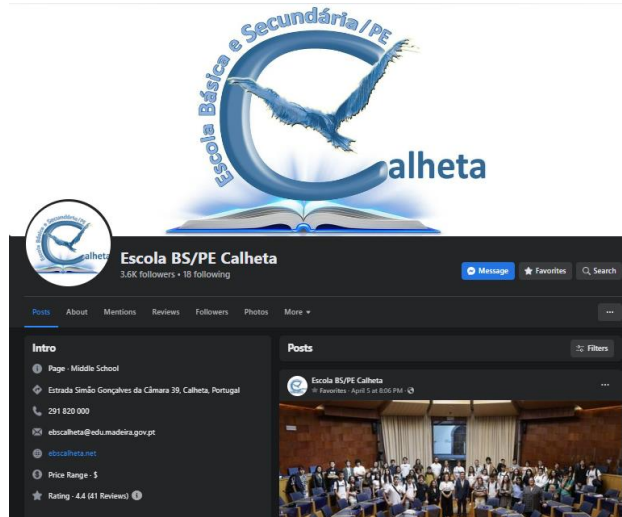 Escola Básica e Secundária/PE
Calheta
Escola Básica e Secundária/PE
Calheta
Escola BS/PE Calheta
3.6K followers • 18 following
Message
Favorites
Search
Posts About Mentions Reviews Followers Photos More
Intro
Page · Middle School
Estrada Simão Gonçalves da Câmara 39, Calheta, Portugal
291 820 000
ebscalheta@edu.madeira.gov.pt
ebscalheta.net
Price Range · $
Rating · 4.4 (41 Reviews)
Posts
Filters
Escola BS/PE Calheta
Favorites · April 5 at 8:06 PM ·